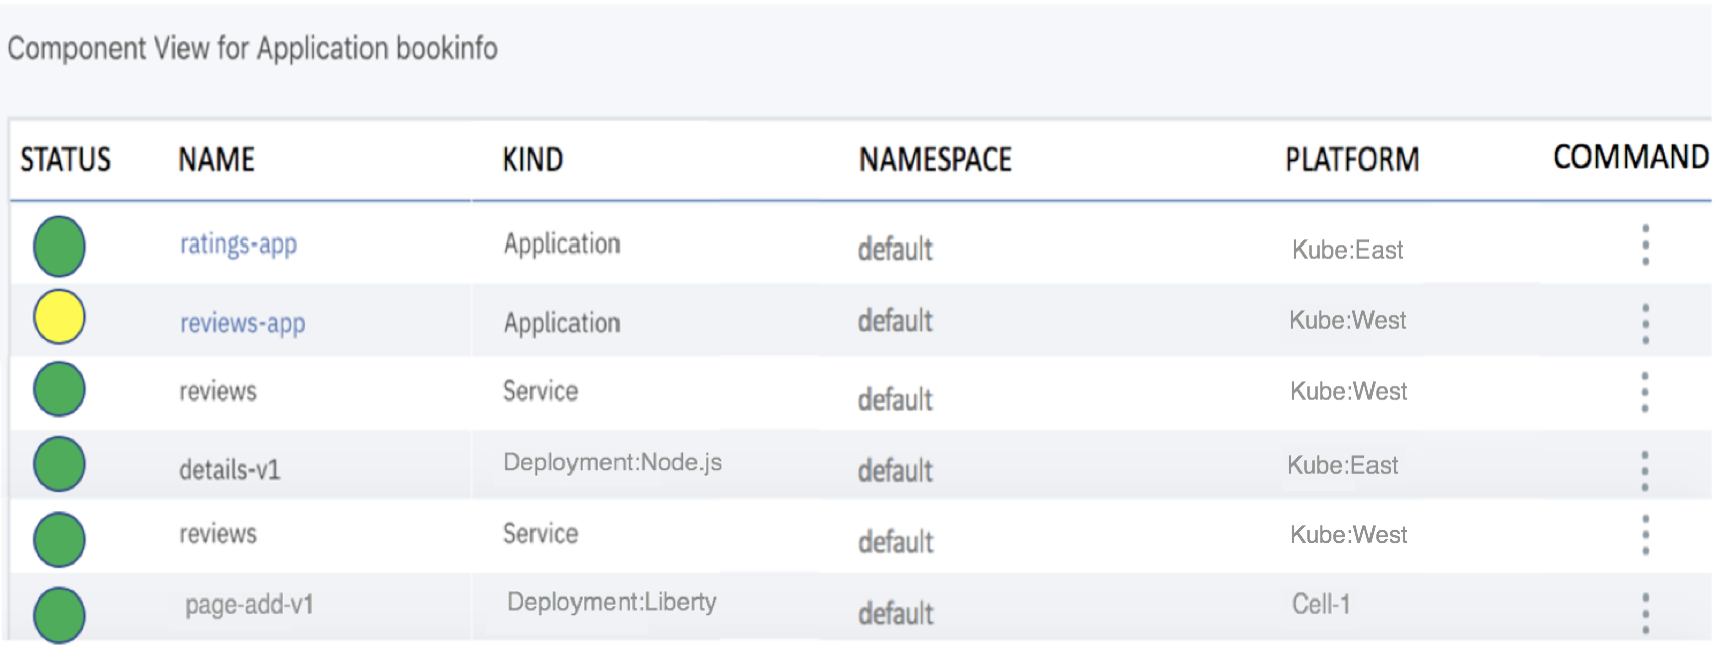 Component View for Application bookinfo
STATUS NAME KIND NAMESPACE PLATFORM COMMAND
ratings-app Application default Kube:East
reviews-app Application default Kube:West
reviews Service default Kube:West
details-v1 Deployment:Node.js default Kube:East
reviews Service default Kube:West
page-add-v1 Deployment:Liberty default Cell-1